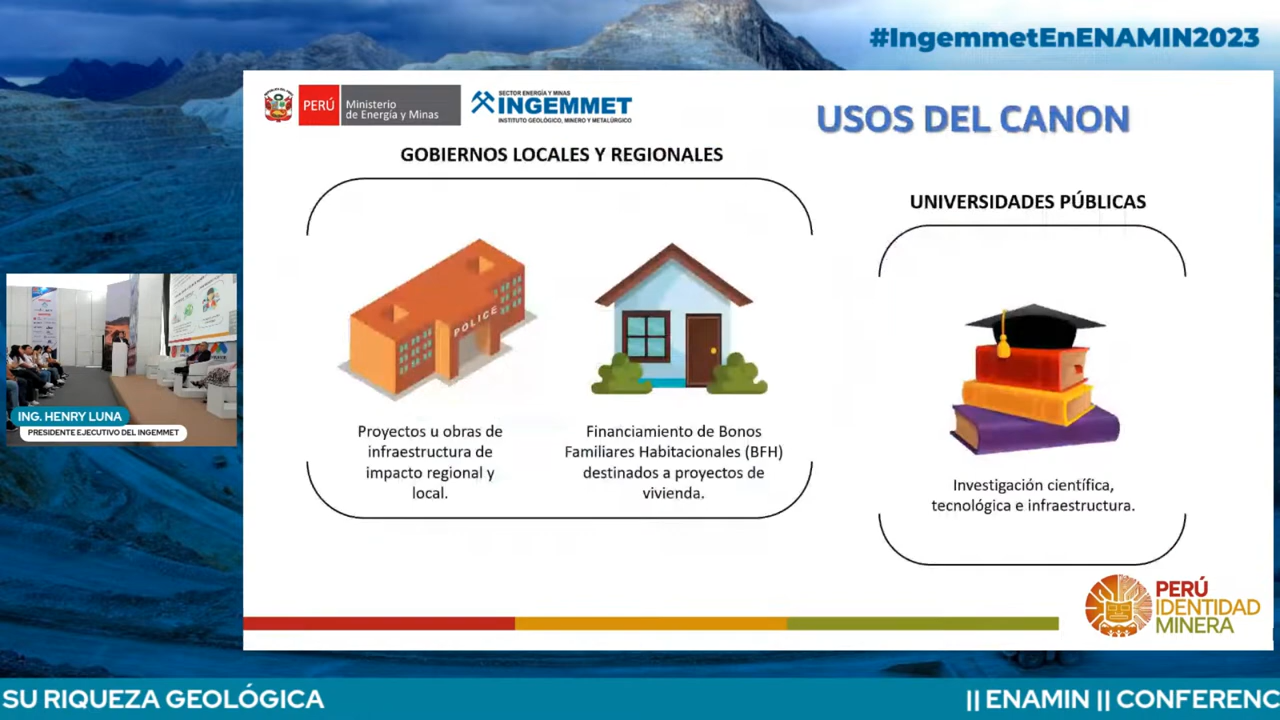 #IngemmetEnENAMIN2023
PERÚ
Ministerio
de Energía y Minas
SECTOR ENERGÍA Y MINAS
INGEMMET
INSTITUTO GEOLÓGICO, MINERO Y METALÚRGICO
USOS DEL CANON
GOBIERNOS LOCALES Y REGIONALES
UNIVERSIDADES PÚBLICAS
POLICE
Proyectos u obras de
infraestructura de
impacto regional y
local.
Financiamiento de Bonos
Familiares Habitacionales (BFH)
destinados a proyectos de
vivienda.
Investigación científica,
tecnológica e infraestructura.
ING. HENRY LUNA
PRESIDENTE EJECUTIVO DEL INGEMMET
PERÚ
IDENTIDAD
MINERA
SU RIQUEZA GEOLÓGICA
|| ENAMIN || CONFERENC